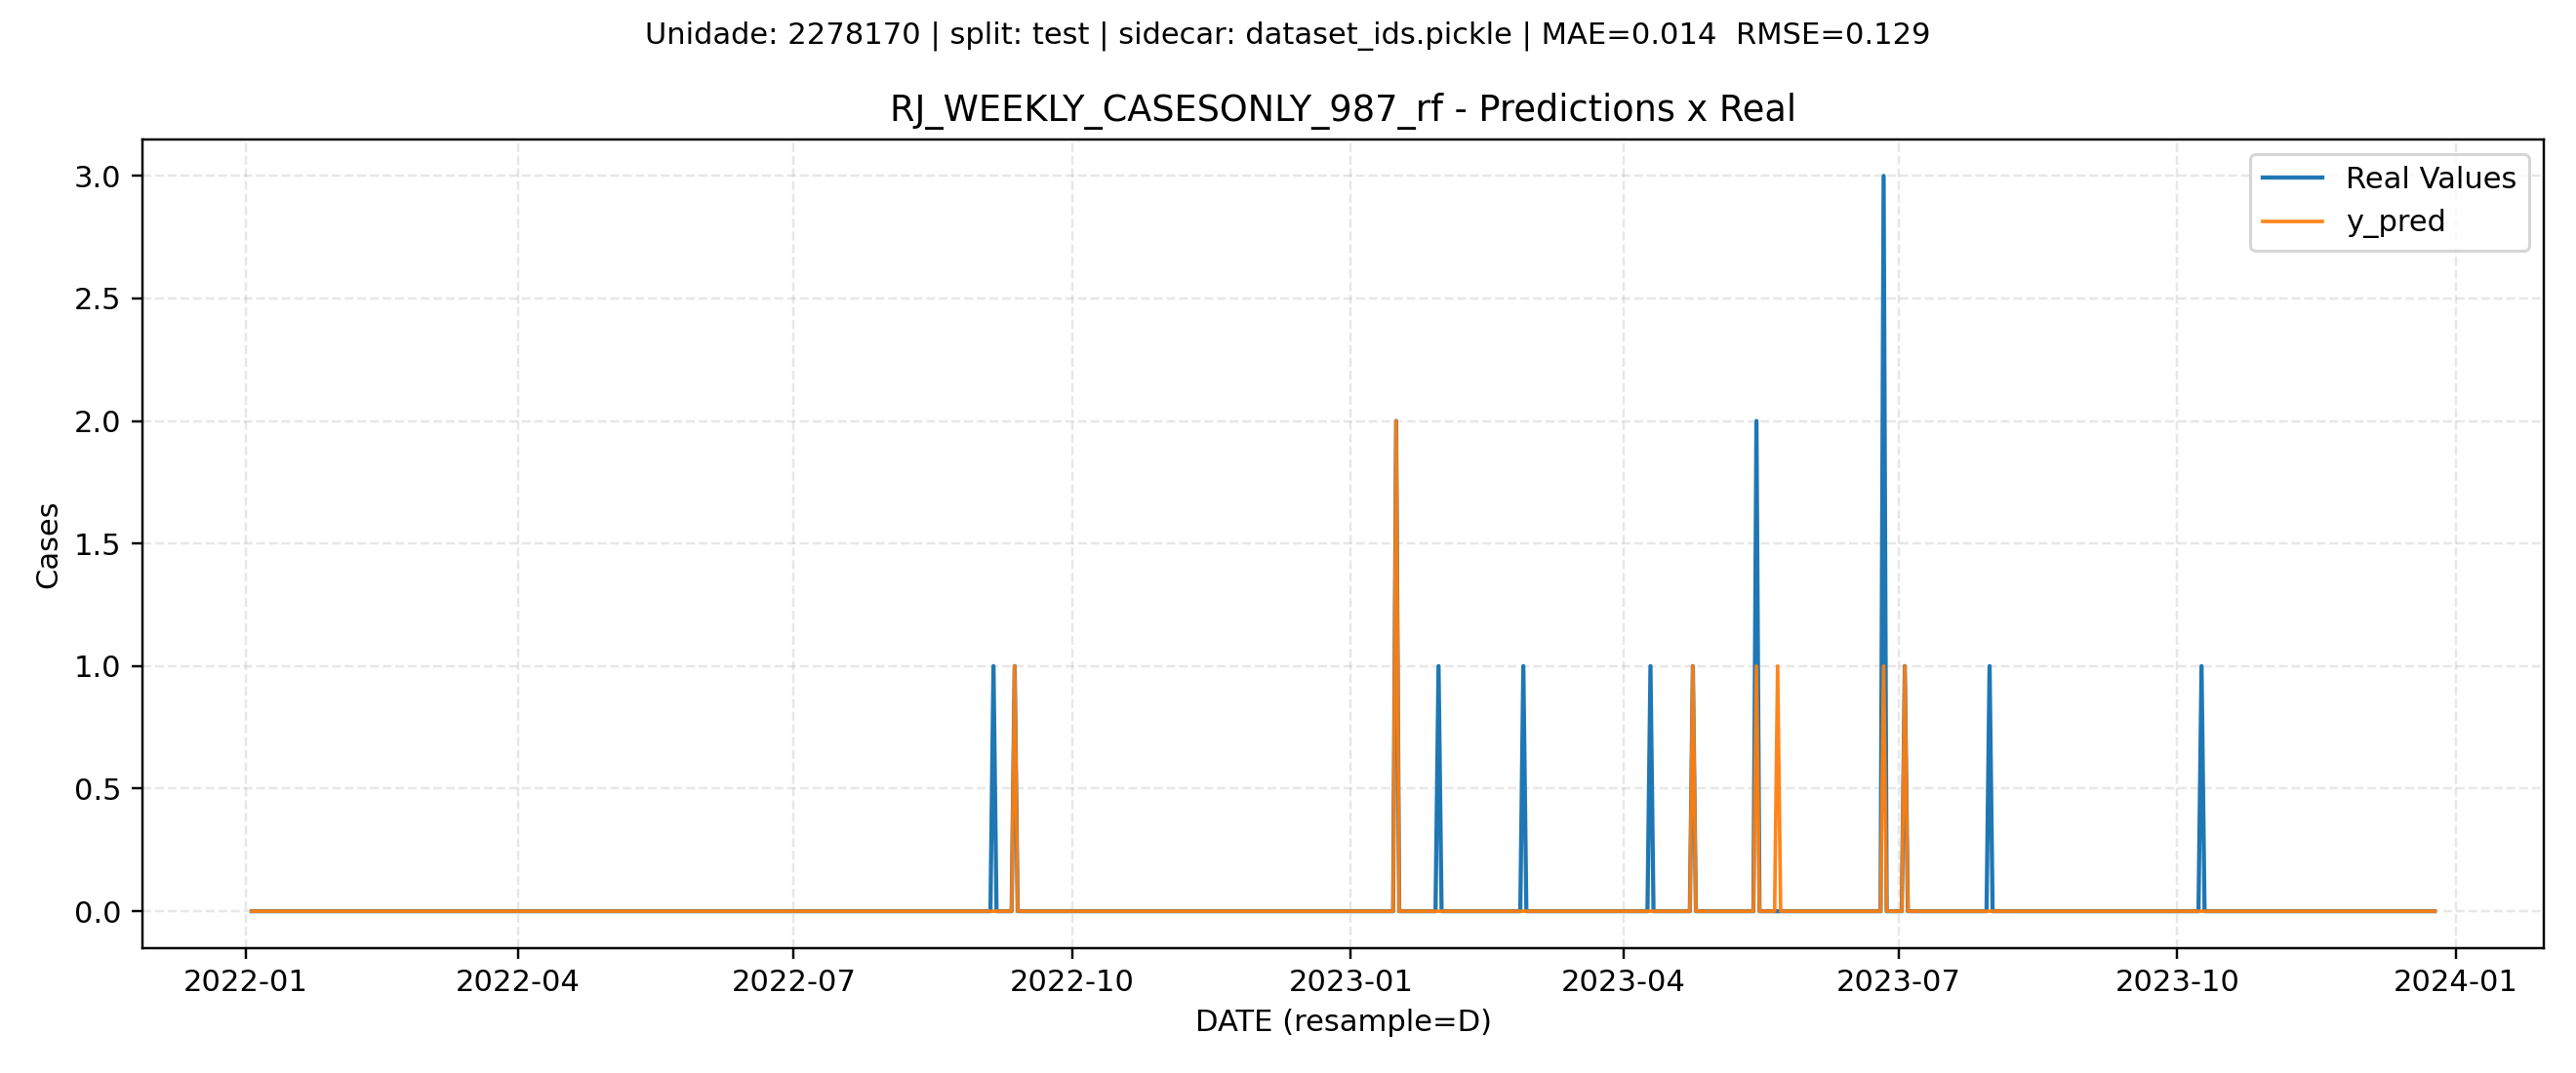 Unidade: 2278170 | split: test | sidecar: dataset_ids.pickle | MAE=0.014  RMSE=0.129
RJ_WEEKLY_CASESONLY_987_rf - Predictions x Real
Real Values
y_pred
Cases
3.0
2.5
2.0
1.5
1.0
0.5
0.0
2022-01 2022-04 2022-07 2022-10 2023-01 2023-04 2023-07 2023-10 2024-01
DATE (resample=D)